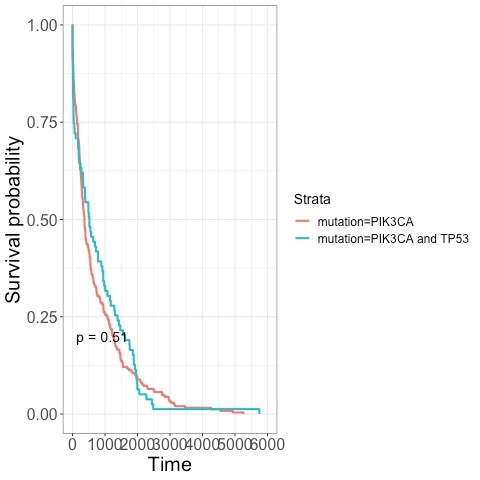 Survival probability
1.00
0.75
0.50
0.25
0.00
p = 0.51
0 1000 2000 3000 4000 5000 6000
Time
Strata
mutation=PIK3CA
mutation=PIK3CA and TP53